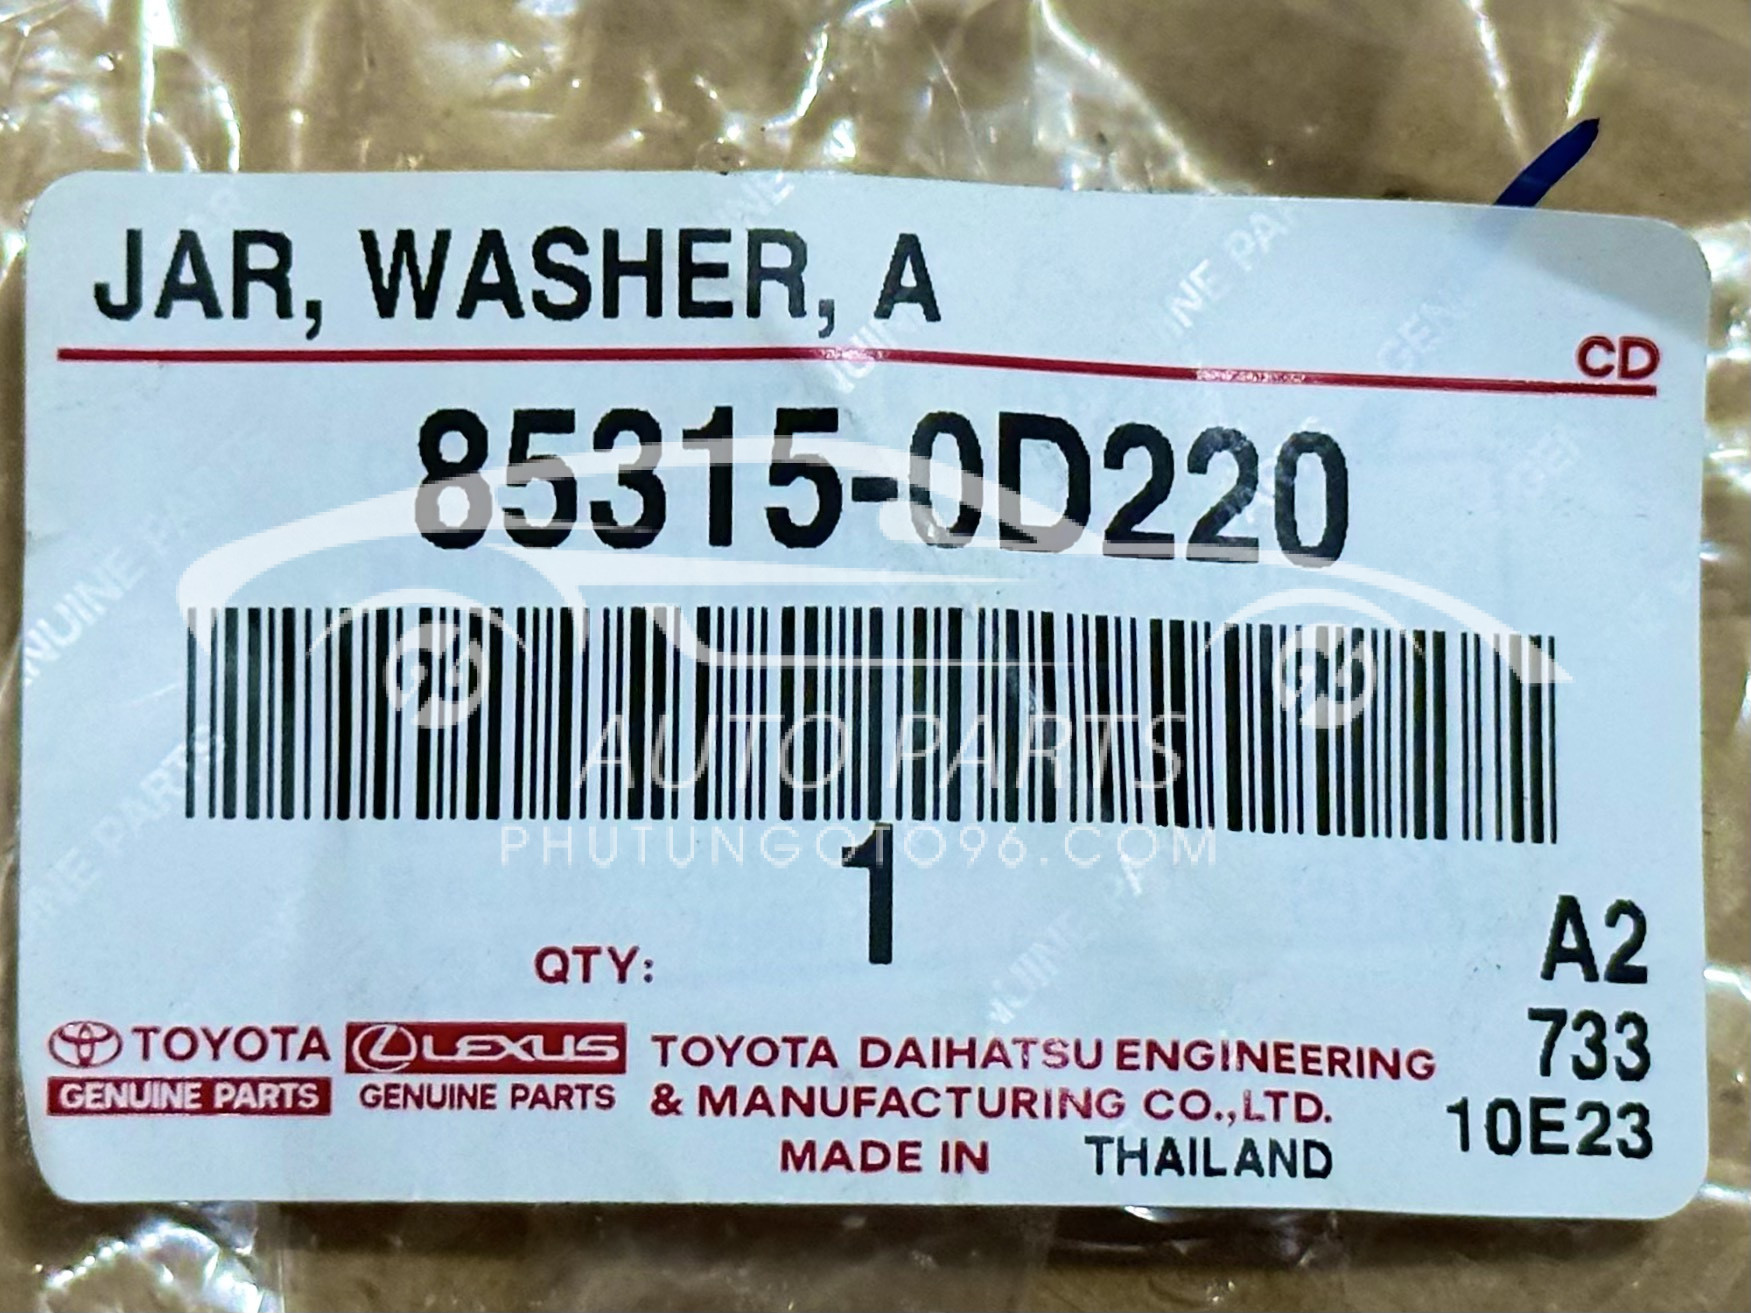 JAR, WASHER, A
CD
85315-0D220
AUTO PARTS
PHUTUNGOTO96.COM
1
QTY:
A2
733
10E23
TOYOTA
GENUINE PARTS
LEXUS
GENUINE PARTS
TOYOTA DAIHATSU ENGINEERING
& MANUFACTURING CO.,LTD.
MADE IN THAILAND